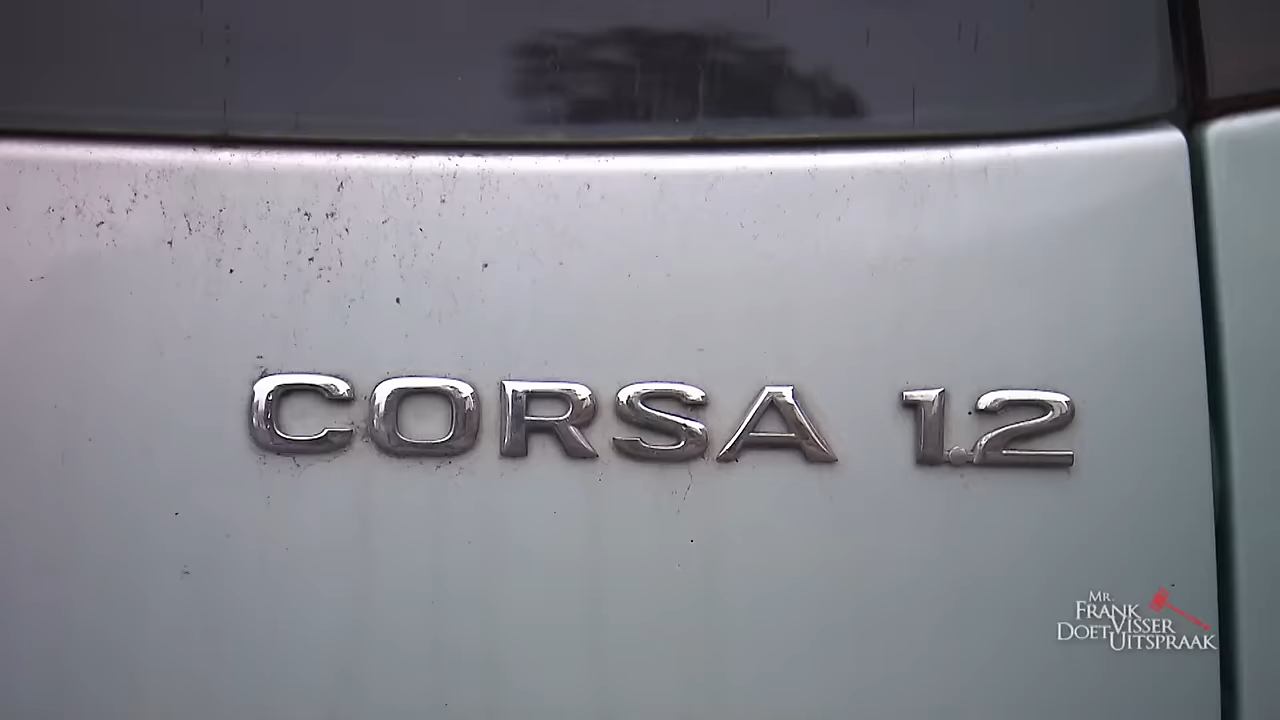 CORSA 1.2
MR.
FRANK
VISSER
DOET
UITSPRAAK